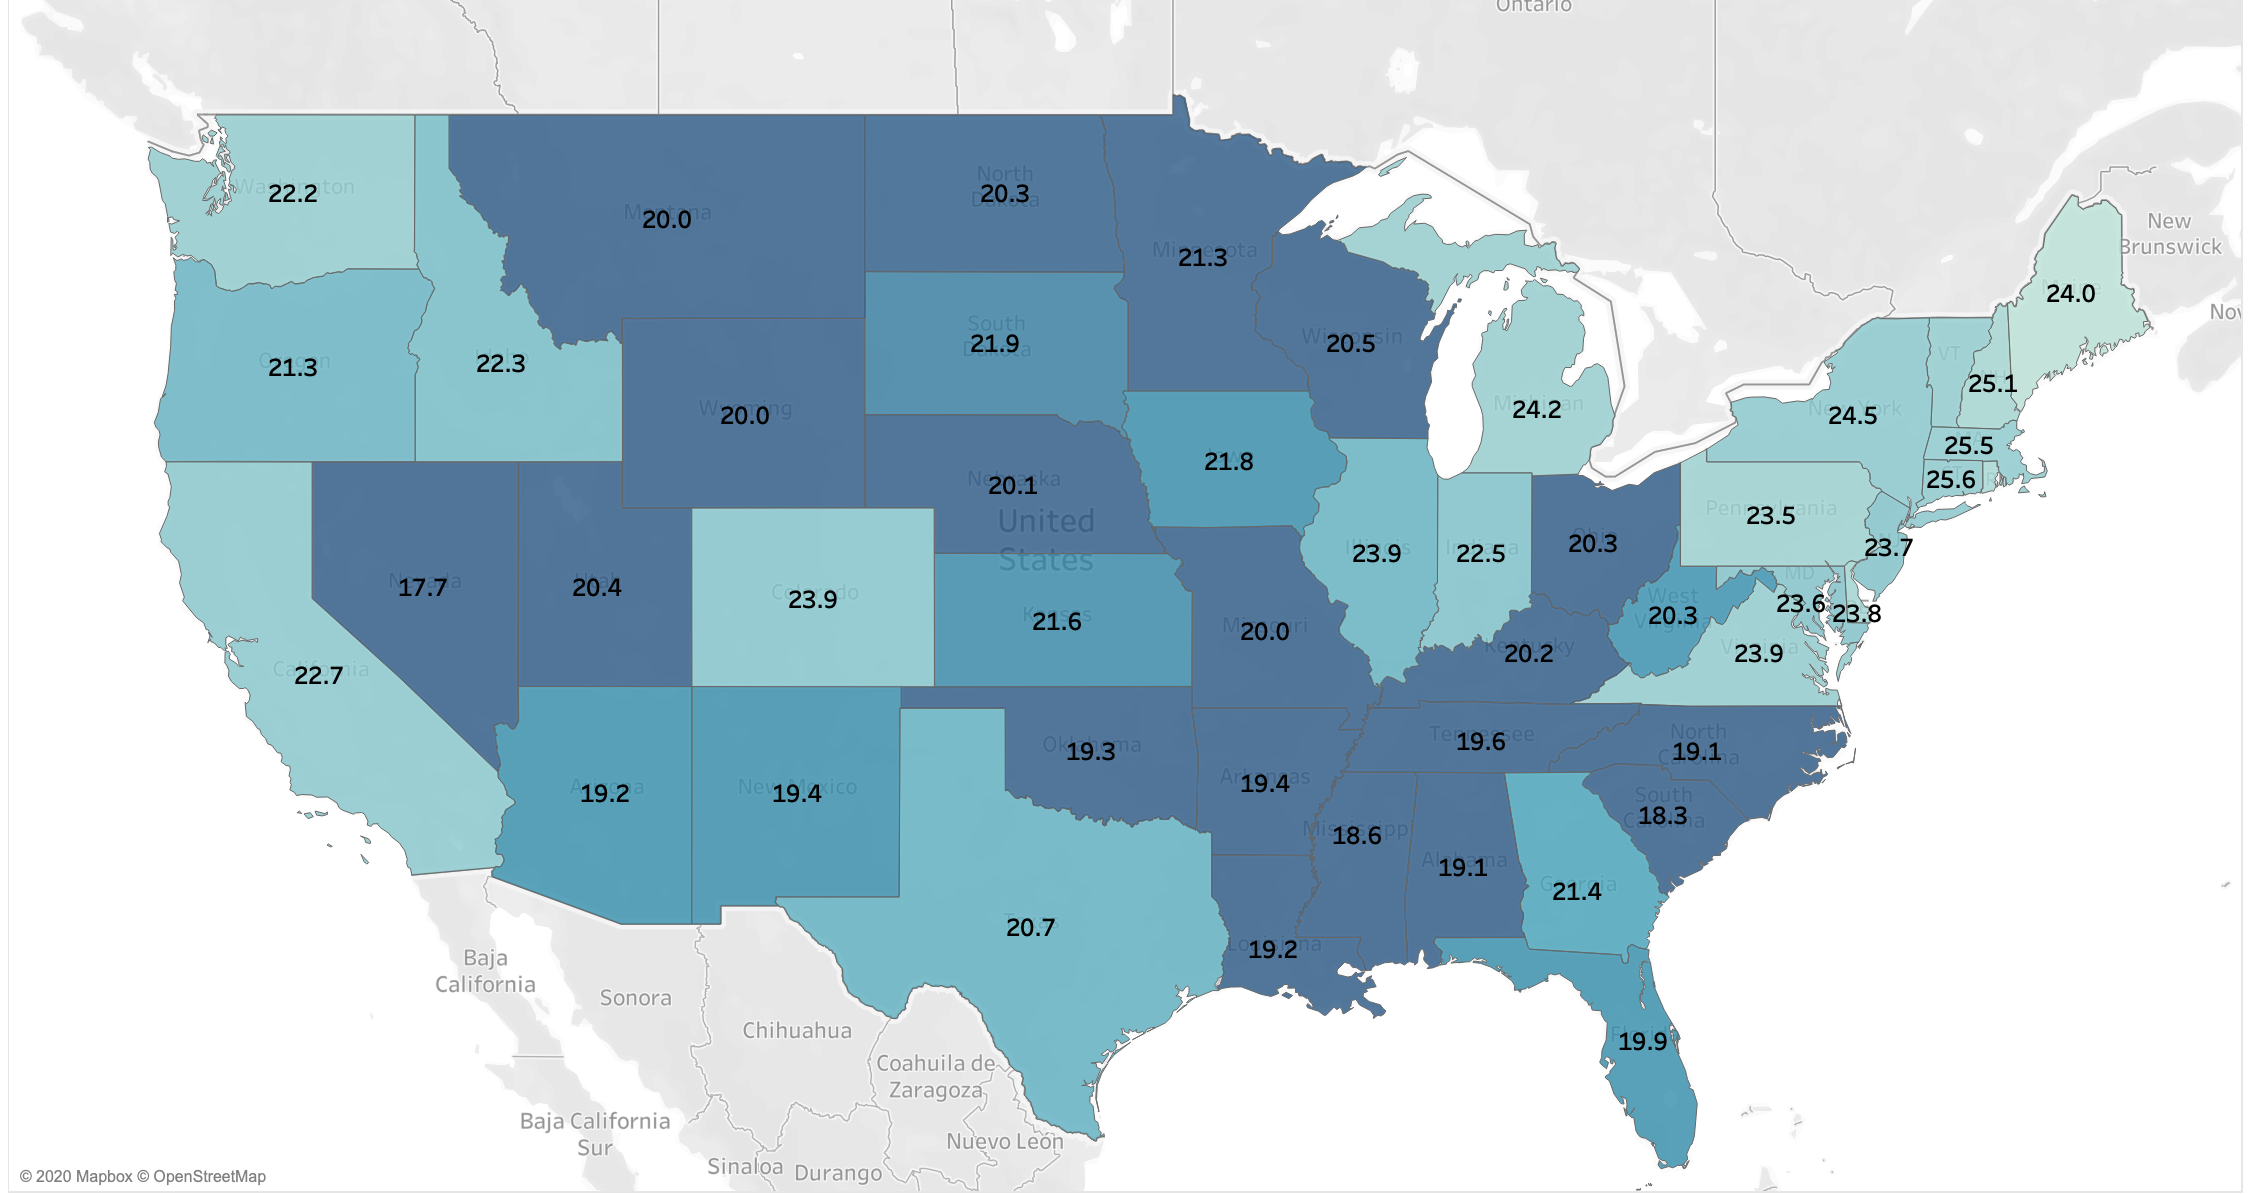 Ontario
New
Brunswick
Nov
Washington
22.2
Montana
20.0
North
Dakota
20.3
Minnesota
21.3
24.0
Oregon
21.3
22.3
Wyoming
20.0
South
Dakota
21.9
Wisconsin
20.5
Michigan
24.2
VT
25.1
New York
24.5
25.5
25.6
Nebraska
20.1
21.8
United
States
Pennsylvania
23.5
23.7
Nevada
17.7
Utah
20.4
Colorado
23.9
Kansas
21.6
Missouri
20.0
Illinois
23.9
Indiana
22.5
Ohio
20.3
West
Virginia
20.3
MD
23.6
23.8
Virginia
23.9
Kentucky
20.2
California
22.7
Arizona
19.2
New Mexico
19.4
Oklahoma
19.3
Arkansas
19.4
Tennessee
19.6
North
Carolina
19.1
South
Carolina
18.3
Mississippi
18.6
Alabama
19.1
Georgia
21.4
20.7
Louisiana
19.2
Florida
19.9
Baja
California
Sonora
Chihuahua
Coahuila de
Zaragoza
Baja California
Sur
Nuevo León
Sinaloa
Durango
© 2020 Mapbox © OpenStreetMap